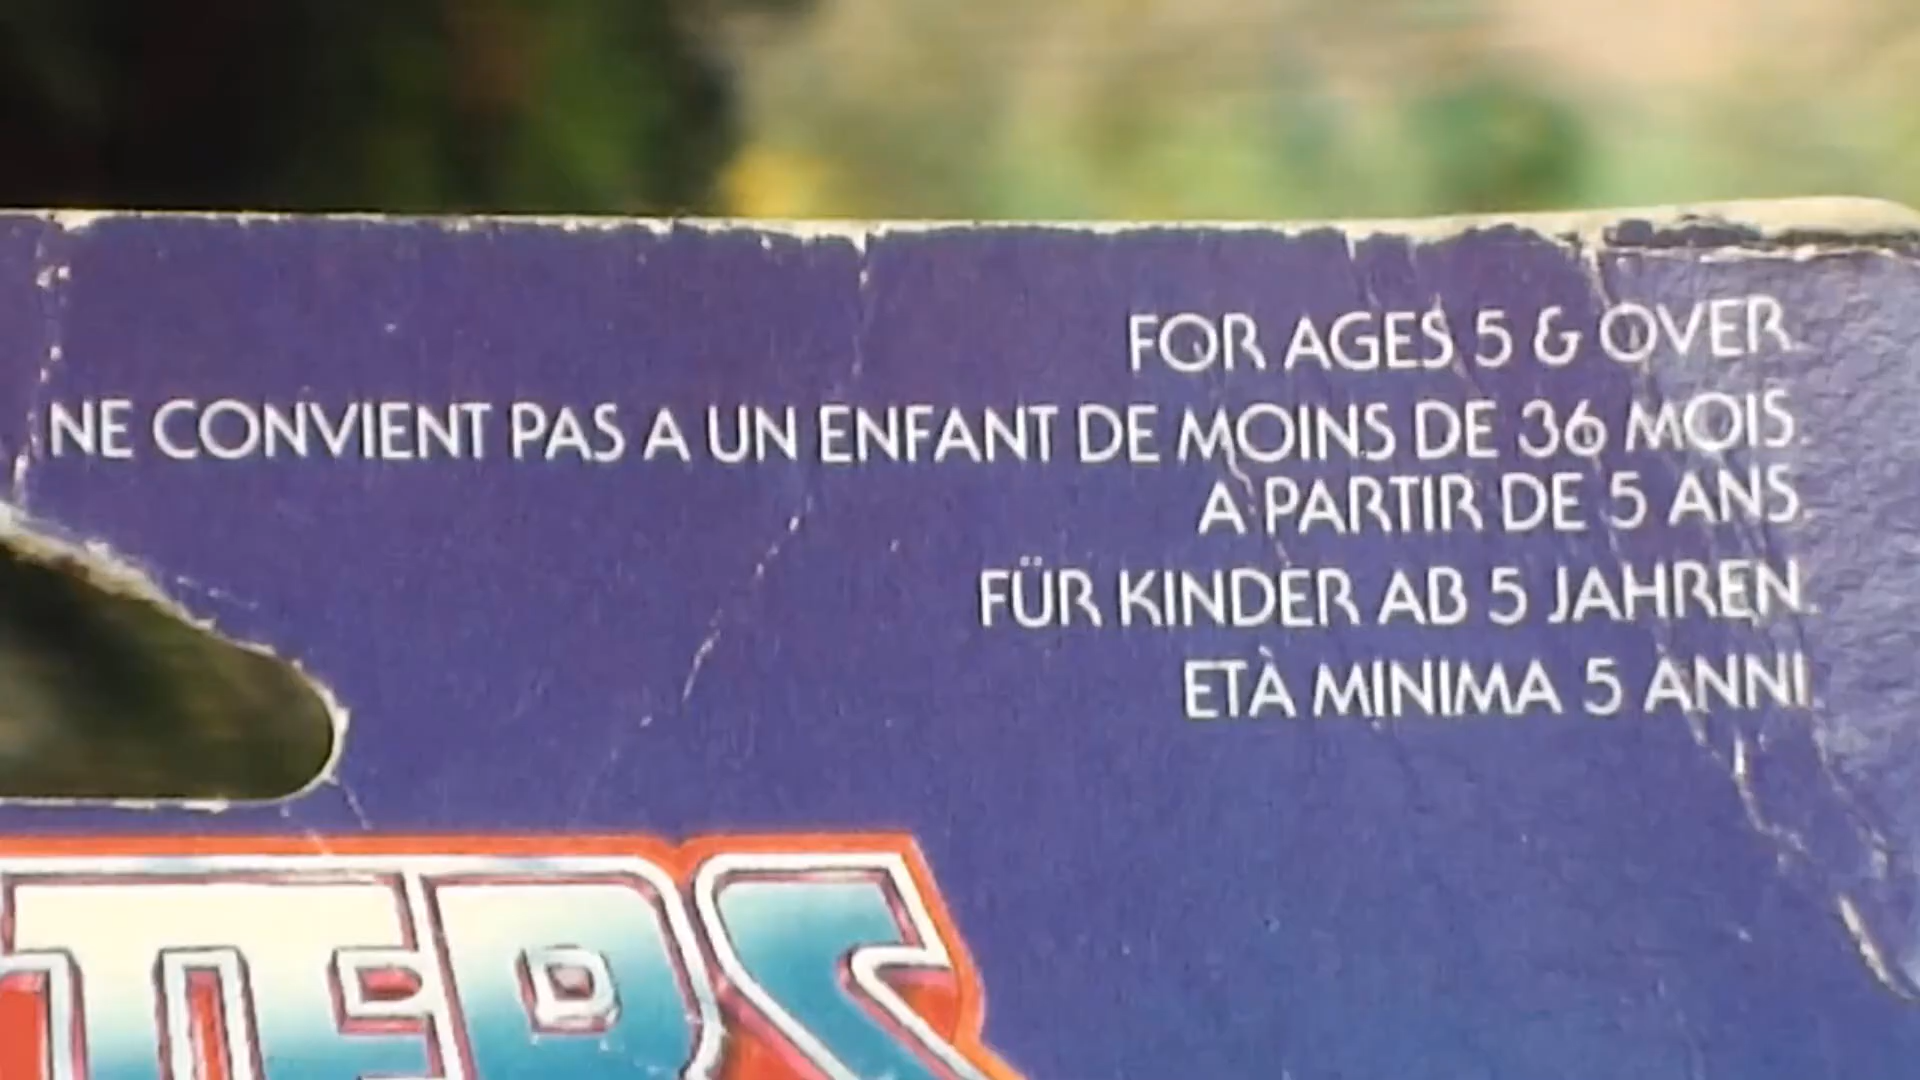 FOR AGES 5 & OVER.
NE CONVIENT PAS A UN ENFANT DE MOINS DE 36 MOIS.
A PARTIR DE 5 ANS.
FÜR KINDER AB 5 JAHREN.
ETÀ MINIMA 5 ANNI.
TERS